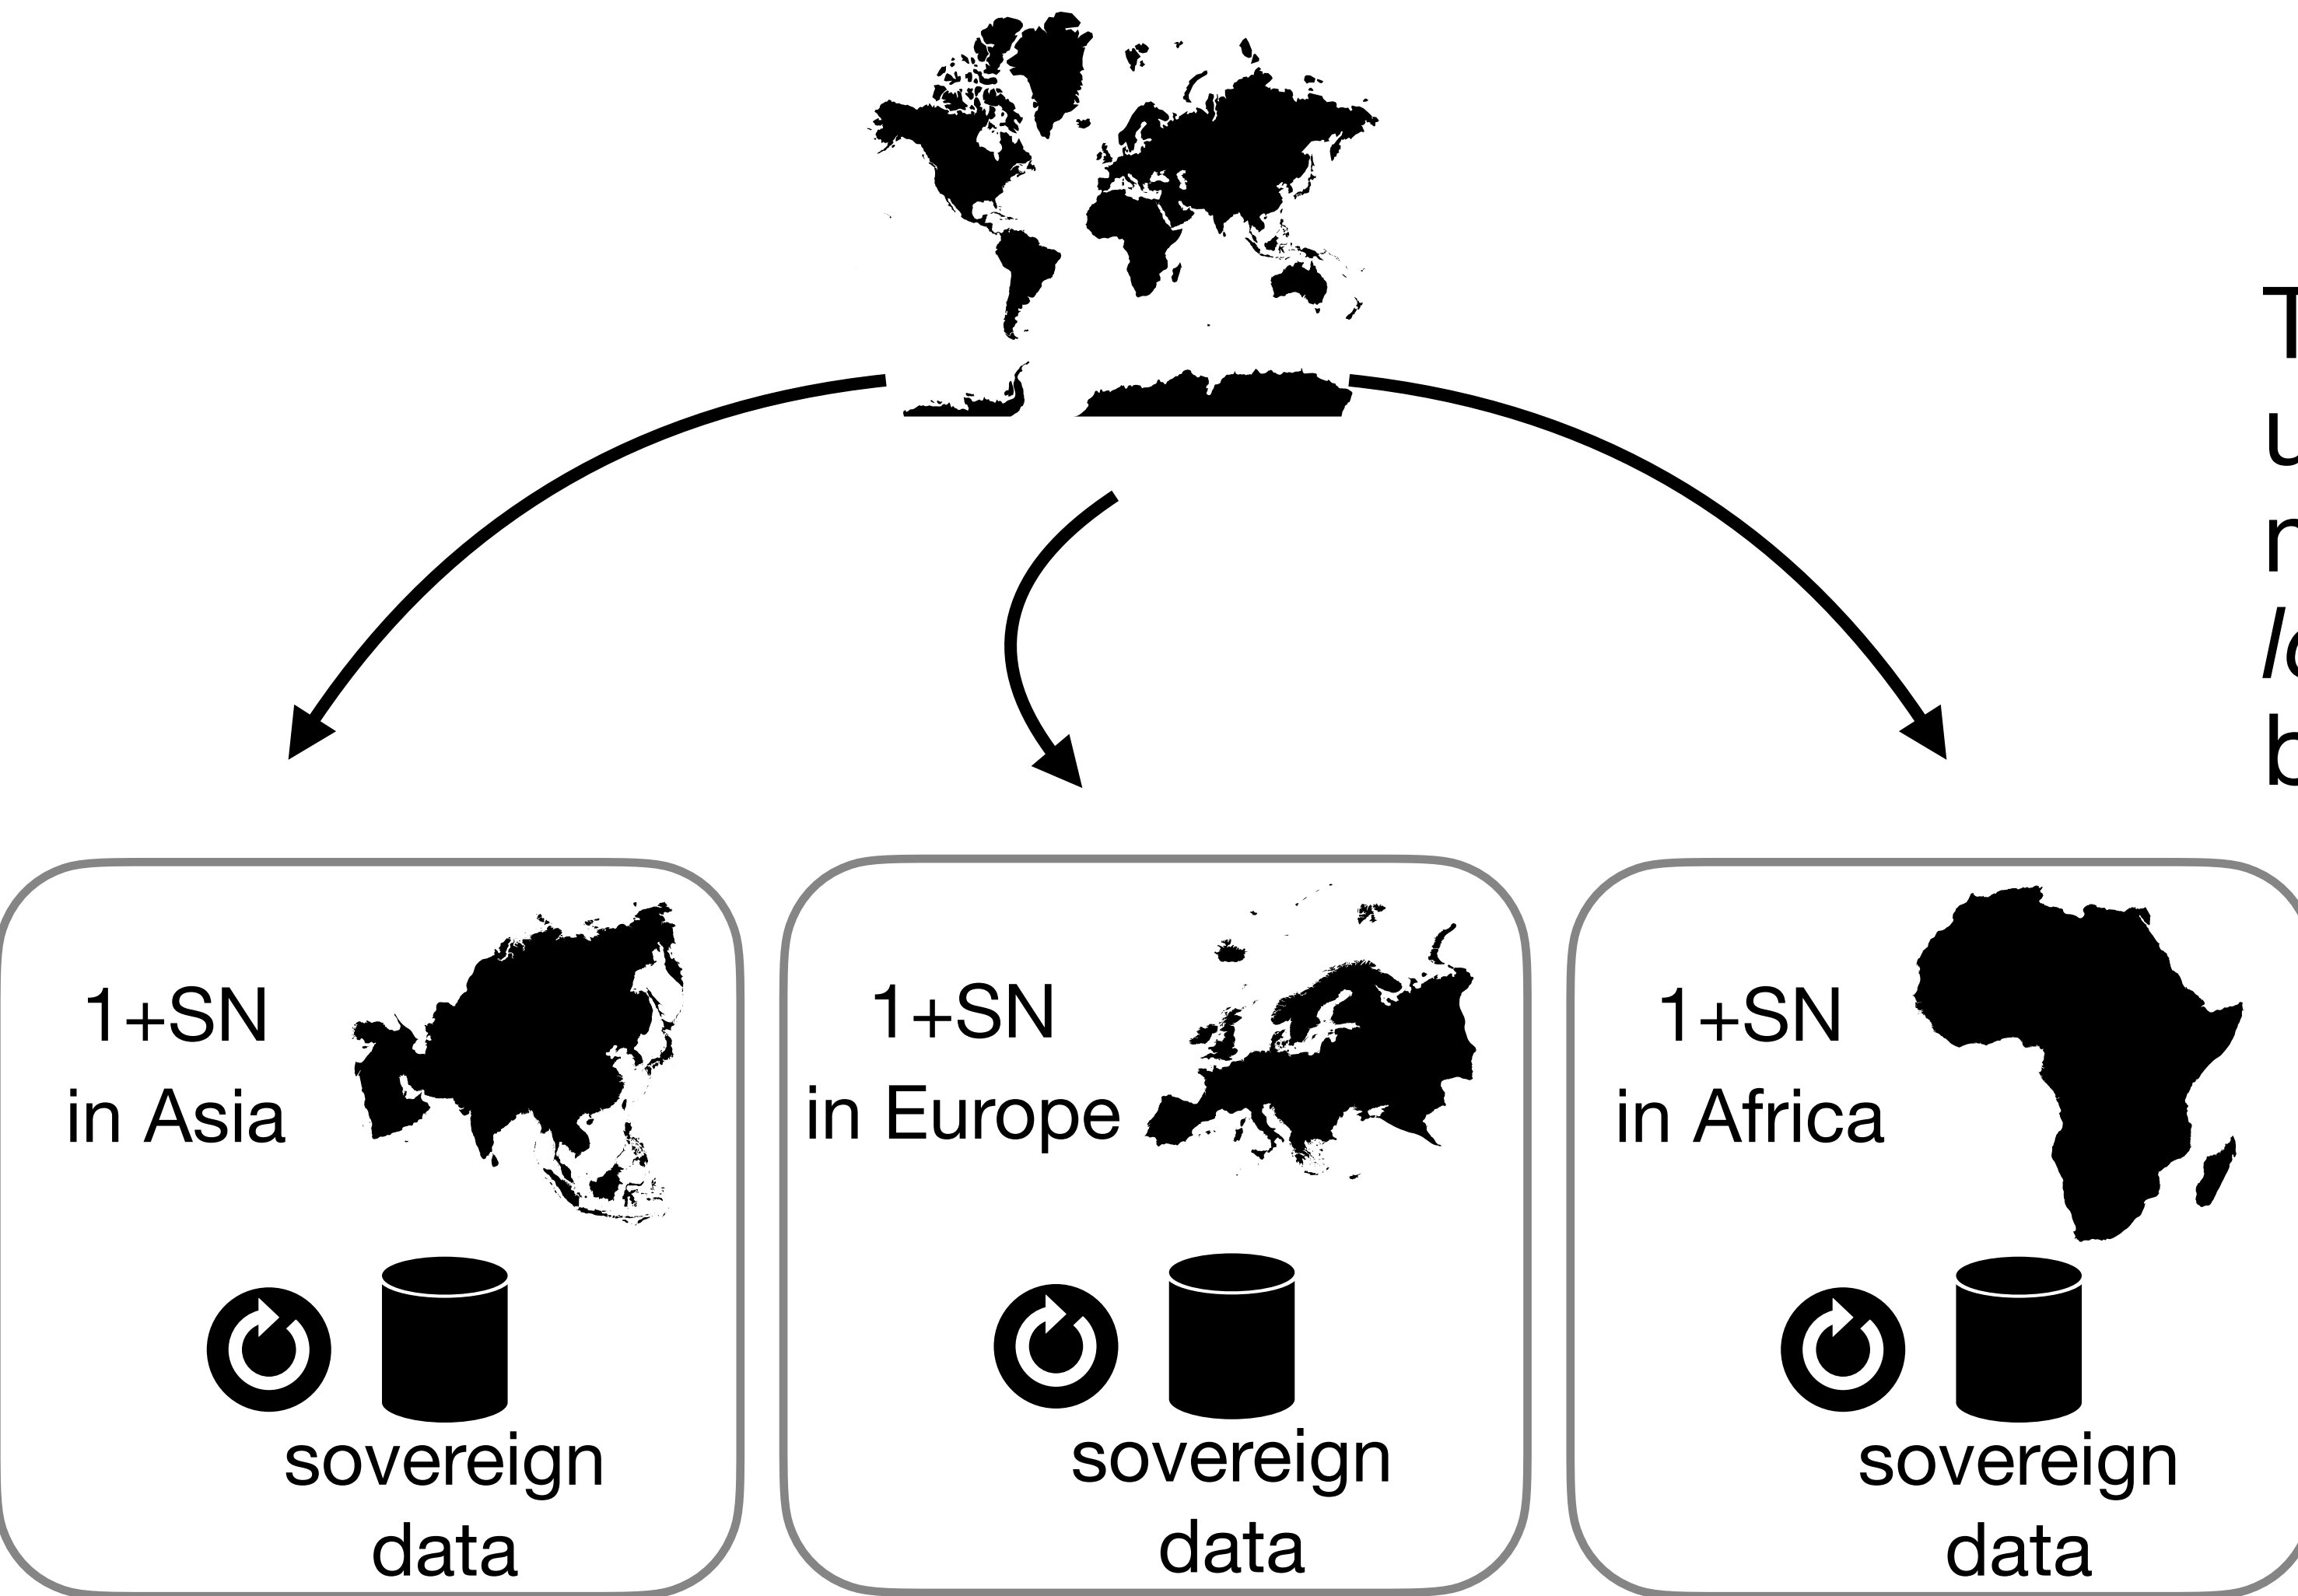 1+SN
in Asia
sovereign
data
1+SN
in Europe
sovereign
data
1+SN
in Africa
sovereign
data